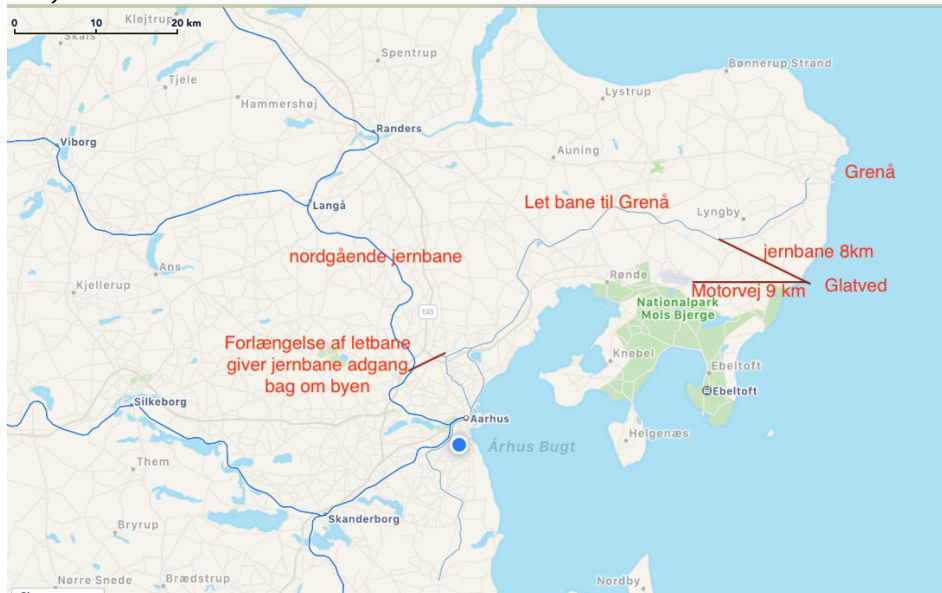 Klejtrup
0 10 20 km
Skals
Spentrup
Bønnerup Strand
Tjele
Lystrup
Hammershøj
Randers
Viborg
Auning
Grenå
Let bane til Grenå
Langå
Lyngby
nordgående jernbane
jernbane 8km
Ans
Rønde
Kjellerup
Motorvej 9 km
Glatved
Nationalpark
Mols Bjerge
E45
Forlængelse af letbane
giver jernbane adgang
bag om byen
Knebel
Ebeltoft
Ebeltoft
Silkeborg
Aarhus
Helgenæs
Århus Bugt
Them
Skanderborg
Bryrup
Nørre Snede
Brædstrup
Nordby